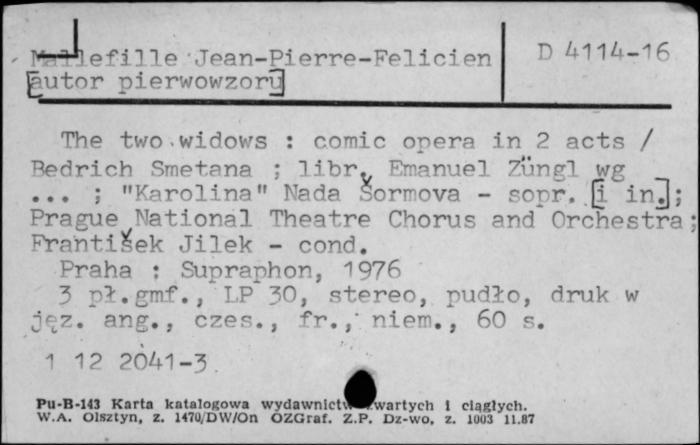 Mallefille Jean-Pierre-Felicien D 4114-16
[autor pierwowzoru]
The two widows : comic opera in 2 acts /
Bedrich Smetana ; libr. Emanuel Züngl wg
... ; "Karolina" Nada Šormova - sopr. [i in.];
Prague National Theatre Chorus and Orchestra;
František Jilek - cond.
Praha : Supraphon, 1976
3 pł.gmf., LP 30, stereo, pudło, druk w
jęz. ang., czes., fr., niem., 60 s.
1 12 2041-3
Pu-B-143 Karta katalogowa wydawnictw zwartych i ciągłych.
W.A. Olsztyn, z. 1470/DW/On OZGraf. Z.P. Dz-wo, z. 1003 11.87